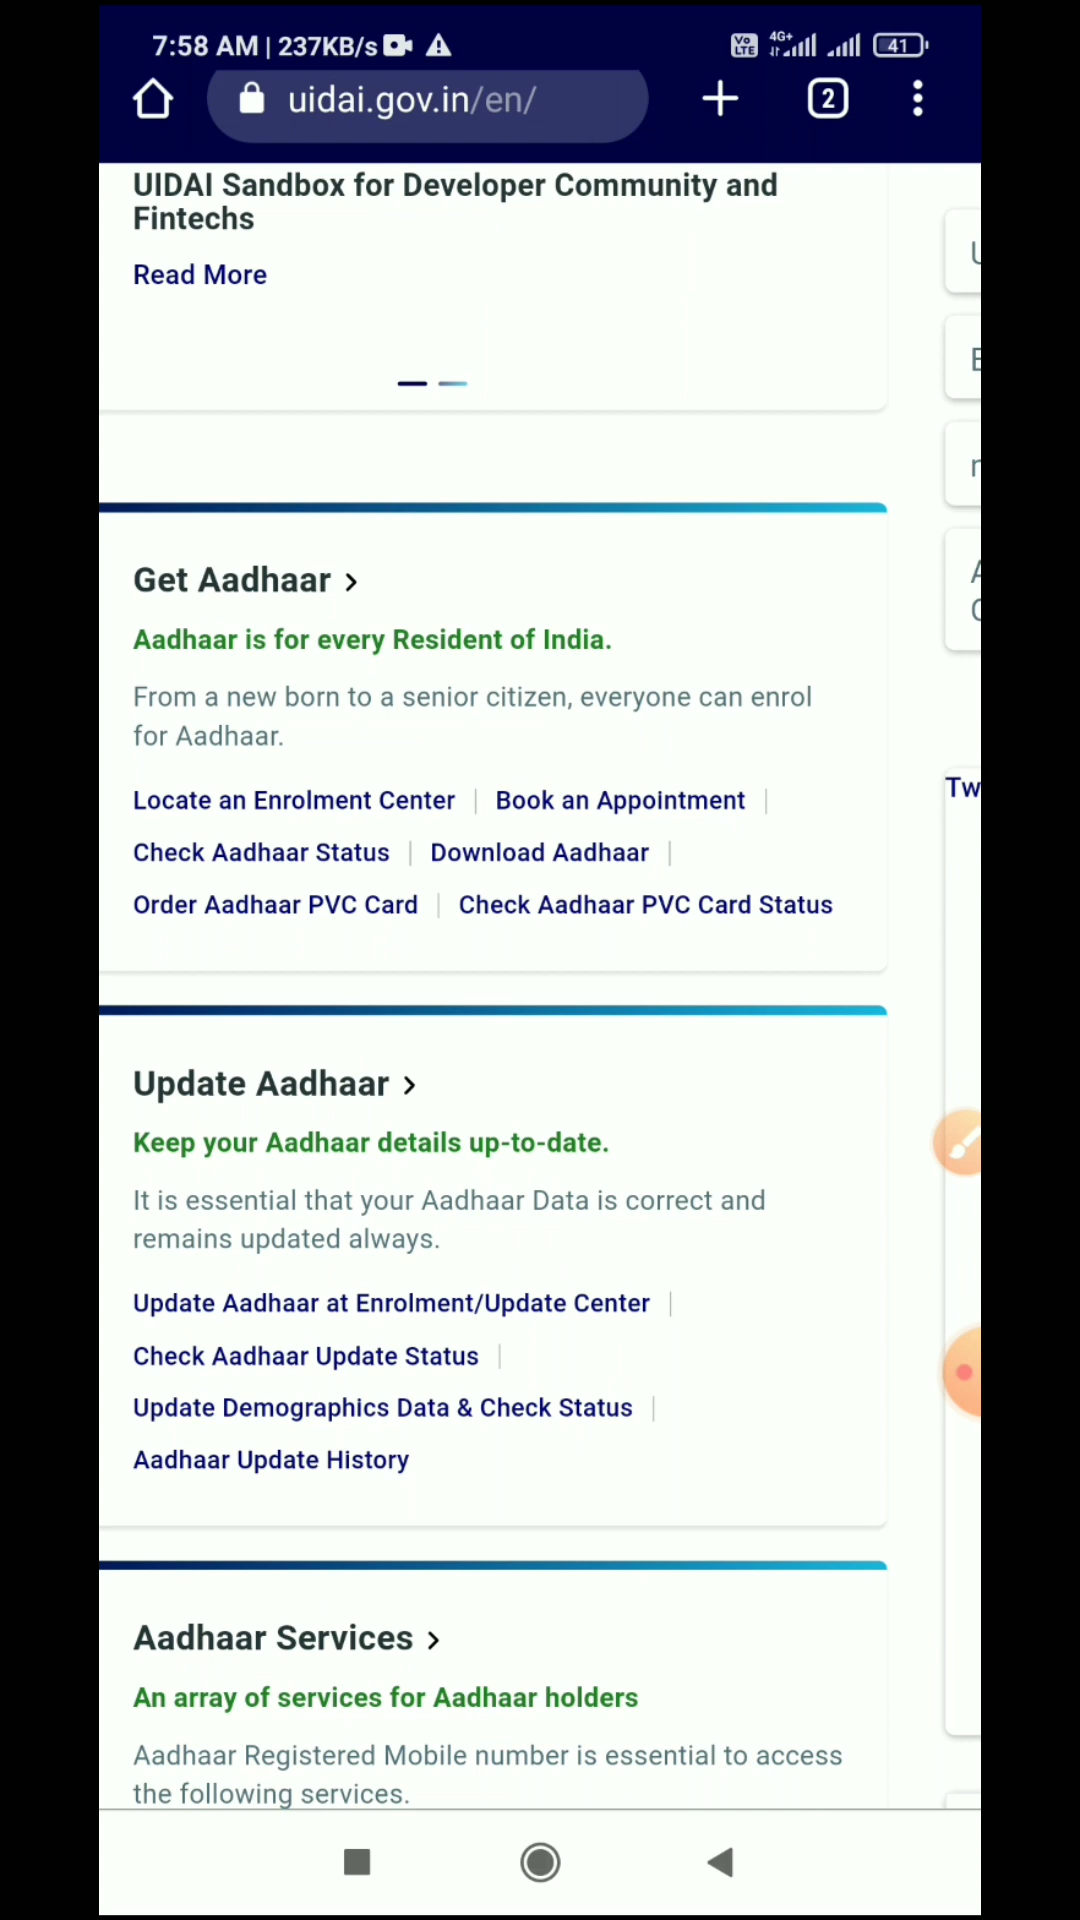 7:58 AM | 237KB/s
Vo LTE 4G+ 41
uidai.gov.in/en/
2
UIDAI Sandbox for Developer Community and
Fintechs
Read More
Get Aadhaar >
Aadhaar is for every Resident of India.
From a new born to a senior citizen, everyone can enrol
for Aadhaar.
Locate an Enrolment Center | Book an Appointment |
Check Aadhaar Status | Download Aadhaar |
Order Aadhaar PVC Card | Check Aadhaar PVC Card Status
Tw
Update Aadhaar >
Keep your Aadhaar details up-to-date.
It is essential that your Aadhaar Data is correct and
remains updated always.
Update Aadhaar at Enrolment/Update Center |
Check Aadhaar Update Status |
Update Demographics Data & Check Status |
Aadhaar Update History
Aadhaar Services >
An array of services for Aadhaar holders
Aadhaar Registered Mobile number is essential to access
the following services.